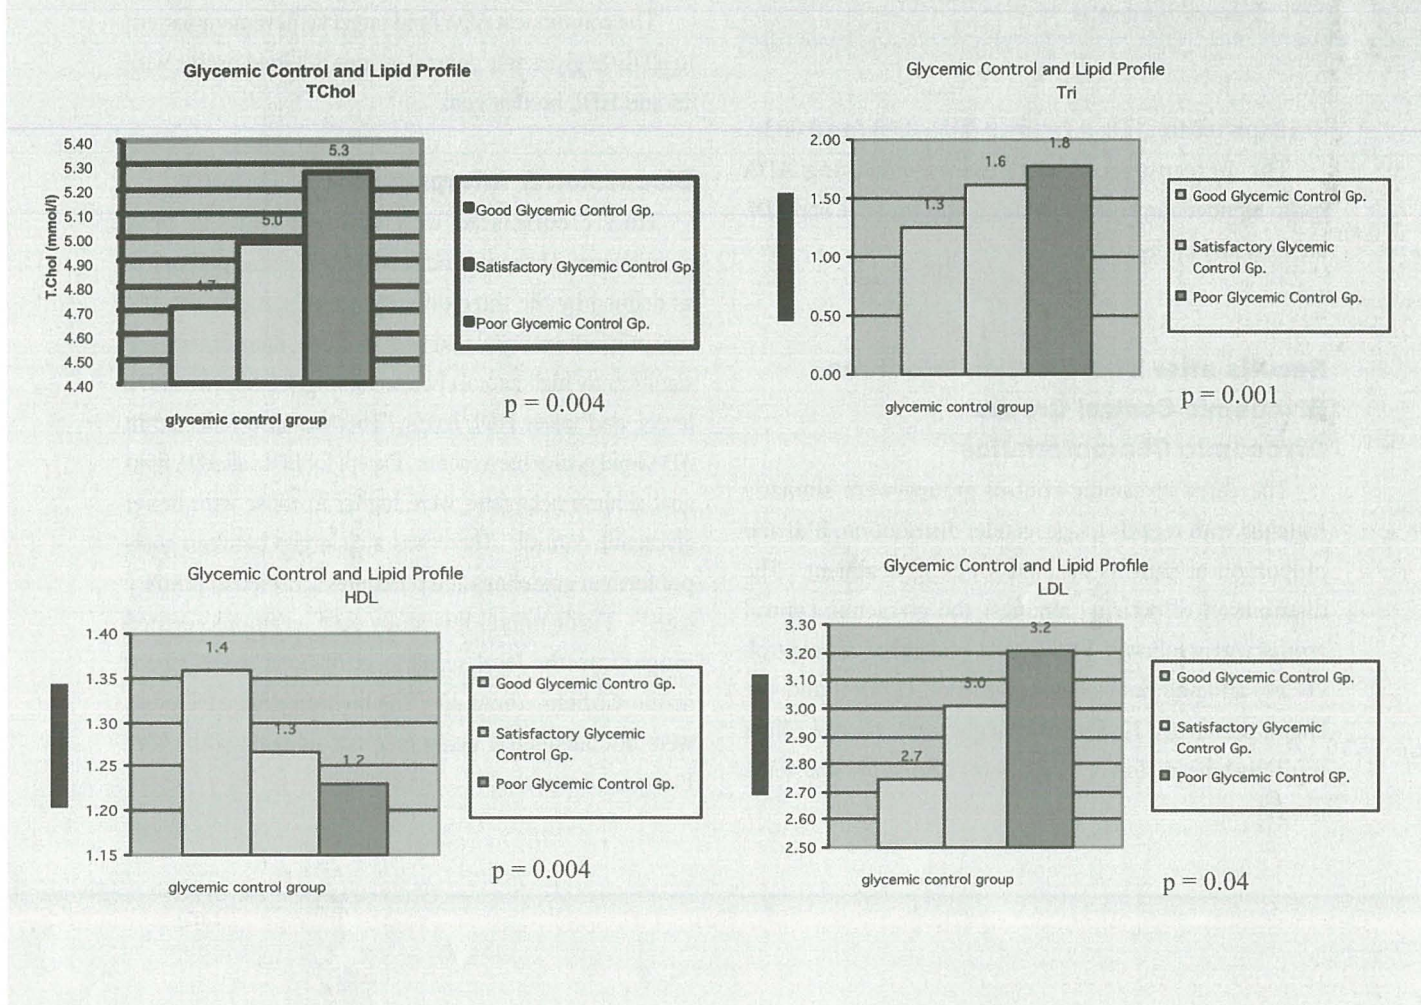 Glycemic Control and Lipid Profile
TChol
5.40
5.30
5.20
5.10
5.00
4.90
4.80
4.70
4.60
4.50
4.40
T.Chol (mmol/l)
4.7
5.0
5.3
glycemic control group
Good Glycemic Control Gp.
Satisfactory Glycemic Control Gp.
Poor Glycemic Control Gp.
p = 0.004
Glycemic Control and Lipid Profile
Tri
2.00
1.50
1.00
0.50
0.00
1.3
1.6
1.8
glycemic control group
Good Glycemic Control Gp.
Satisfactory Glycemic
Control Gp.
Poor Glycemic Control Gp.
p = 0.001
Glycemic Control and Lipid Profile
HDL
1.40
1.35
1.30
1.25
1.20
1.15
1.4
1.3
1.2
glycemic control group
Good Glycemic Contro Gp.
Satisfactory Glycemic
Control Gp.
Poor Glycemic Control Gp.
p = 0.004
Glycemic Control and Lipid Profile
LDL
3.30
3.20
3.10
3.00
2.90
2.80
2.70
2.60
2.50
2.7
3.0
3.2
glycemic control group
Good Glycemic Control Gp.
Satisfactory Glycemic
Control Gp.
Poor Glycemic Control GP.
p = 0.04